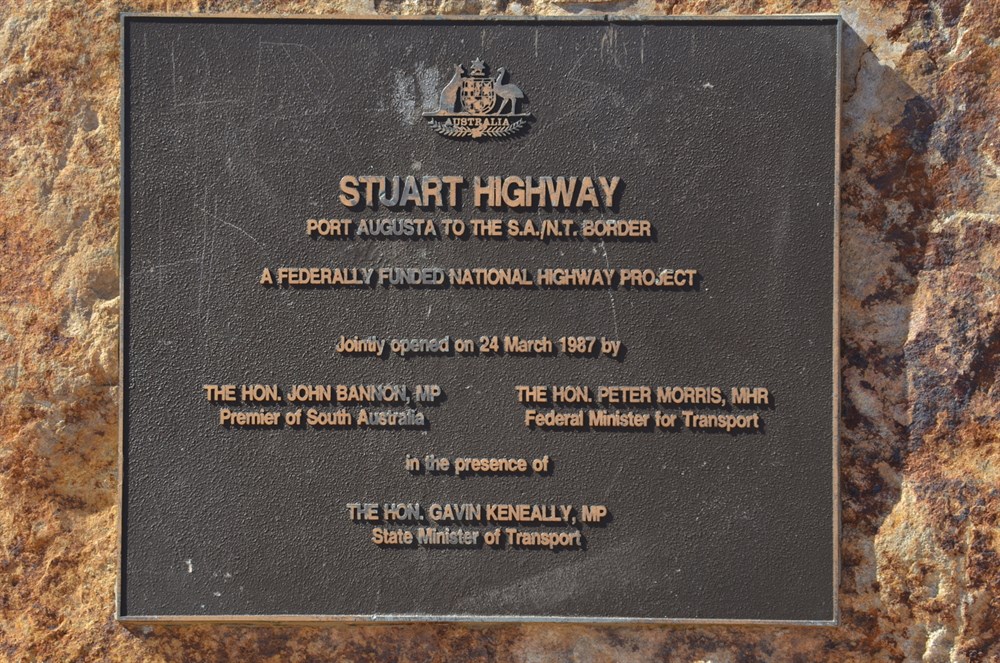 AUSTRALIA
STUART HIGHWAY
PORT AUGUSTA TO THE S.A./N.T. BORDER
A FEDERALLY FUNDED NATIONAL HIGHWAY PROJECT
Jointly opened on 24 March 1987 by
THE HON. JOHN BANNON, MP
Premier of South Australia
THE HON. PETER MORRIS, MHR
Federal Minister for Transport
in the presence of
THE HON. GAVIN KENEALLY, MP
State Minister of Transport